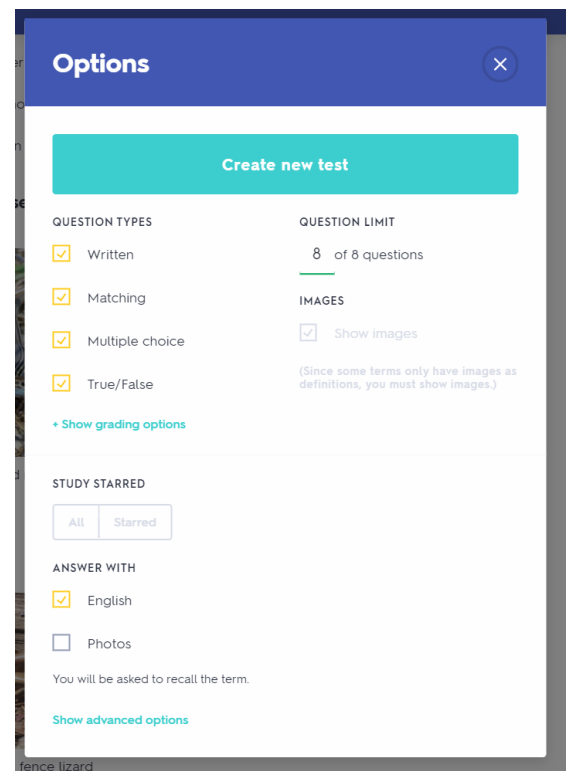 Options
Create new test
QUESTION TYPES
Written
Matching
Multiple choice
True/False
+ Show grading options
QUESTION LIMIT
8 of 8 questions
IMAGES
Show images
(Since some terms only have images as
definitions, you must show images.)
STUDY STARRED
All Starred
ANSWER WITH
English
Photos
You will be asked to recall the term.
Show advanced options
fence lizard